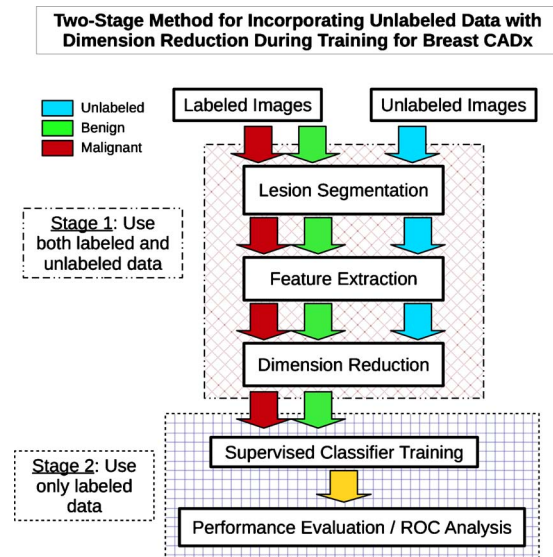 Two-Stage Method for Incorporating Unlabeled Data with
Dimension Reduction During Training for Breast CADx
Labeled Images
Unlabeled Images
Unlabeled
Benign
Malignant
Lesion Segmentation
Stage 1: Use
both labeled and
unlabeled data
Feature Extraction
Dimension Reduction
Supervised Classifier Training
Stage 2: Use
only labeled
data
Performance Evaluation / ROC Analysis